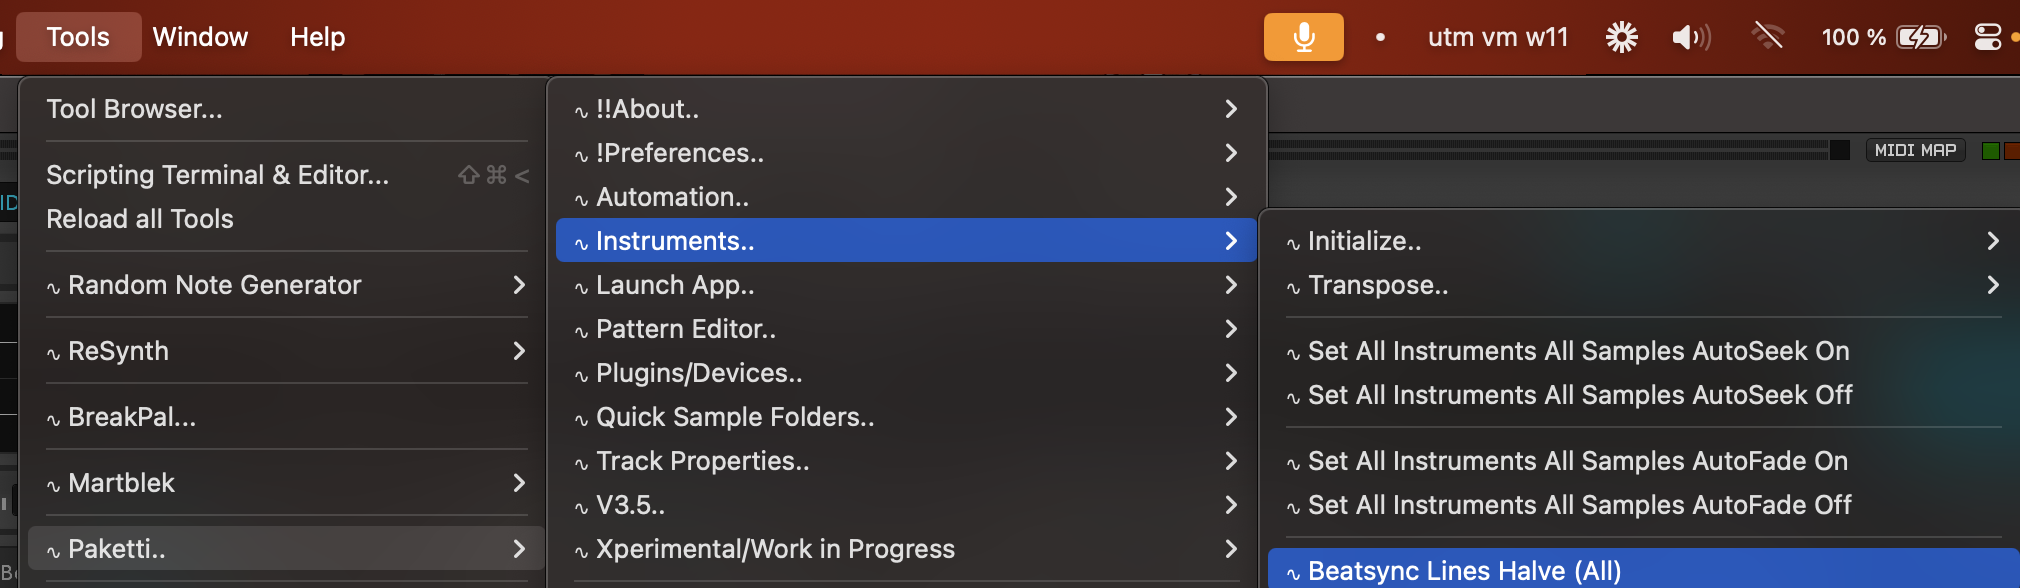 Tools Window Help utm vm w11 100 %
Tool Browser...
Scripting Terminal & Editor... ⇧⌘<
Reload all Tools
∿ Random Note Generator
∿ ReSynth
∿ BreakPal...
∿ Martblek
∿ Paketti..
∿ !!About..
∿ !Preferences..
∿ Automation..
∿ Instruments..
∿ Launch App..
∿ Pattern Editor..
∿ Plugins/Devices..
∿ Quick Sample Folders..
∿ Track Properties..
∿ V3.5..
∿ Xperimental/Work in Progress
MIDI MAP
∿ Initialize..
∿ Transpose..
∿ Set All Instruments All Samples AutoSeek On
∿ Set All Instruments All Samples AutoSeek Off
∿ Set All Instruments All Samples AutoFade On
∿ Set All Instruments All Samples AutoFade Off
∿ Beatsync Lines Halve (All)